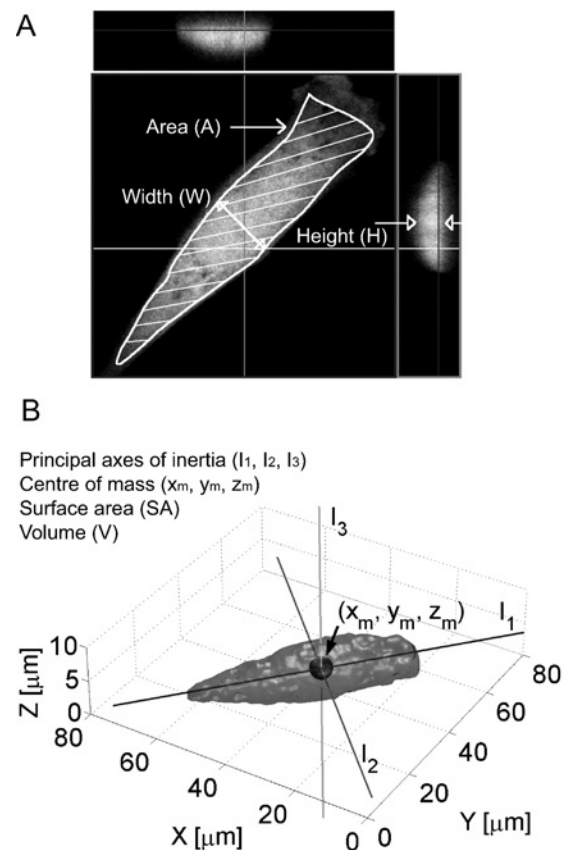 A
Area (A)
Width (W)
Height (H)
B
Principal axes of inertia (I₁, I₂, I₃)
Centre of mass (xₘ, yₘ, zₘ)
Surface area (SA)
Volume (V)
I₃
(xₘ, yₘ, zₘ)
I₁
I₂
Z [μm]
10
5
0
80
60
40
20
0
X [μm]
0
20
40
60
80
Y [μm]